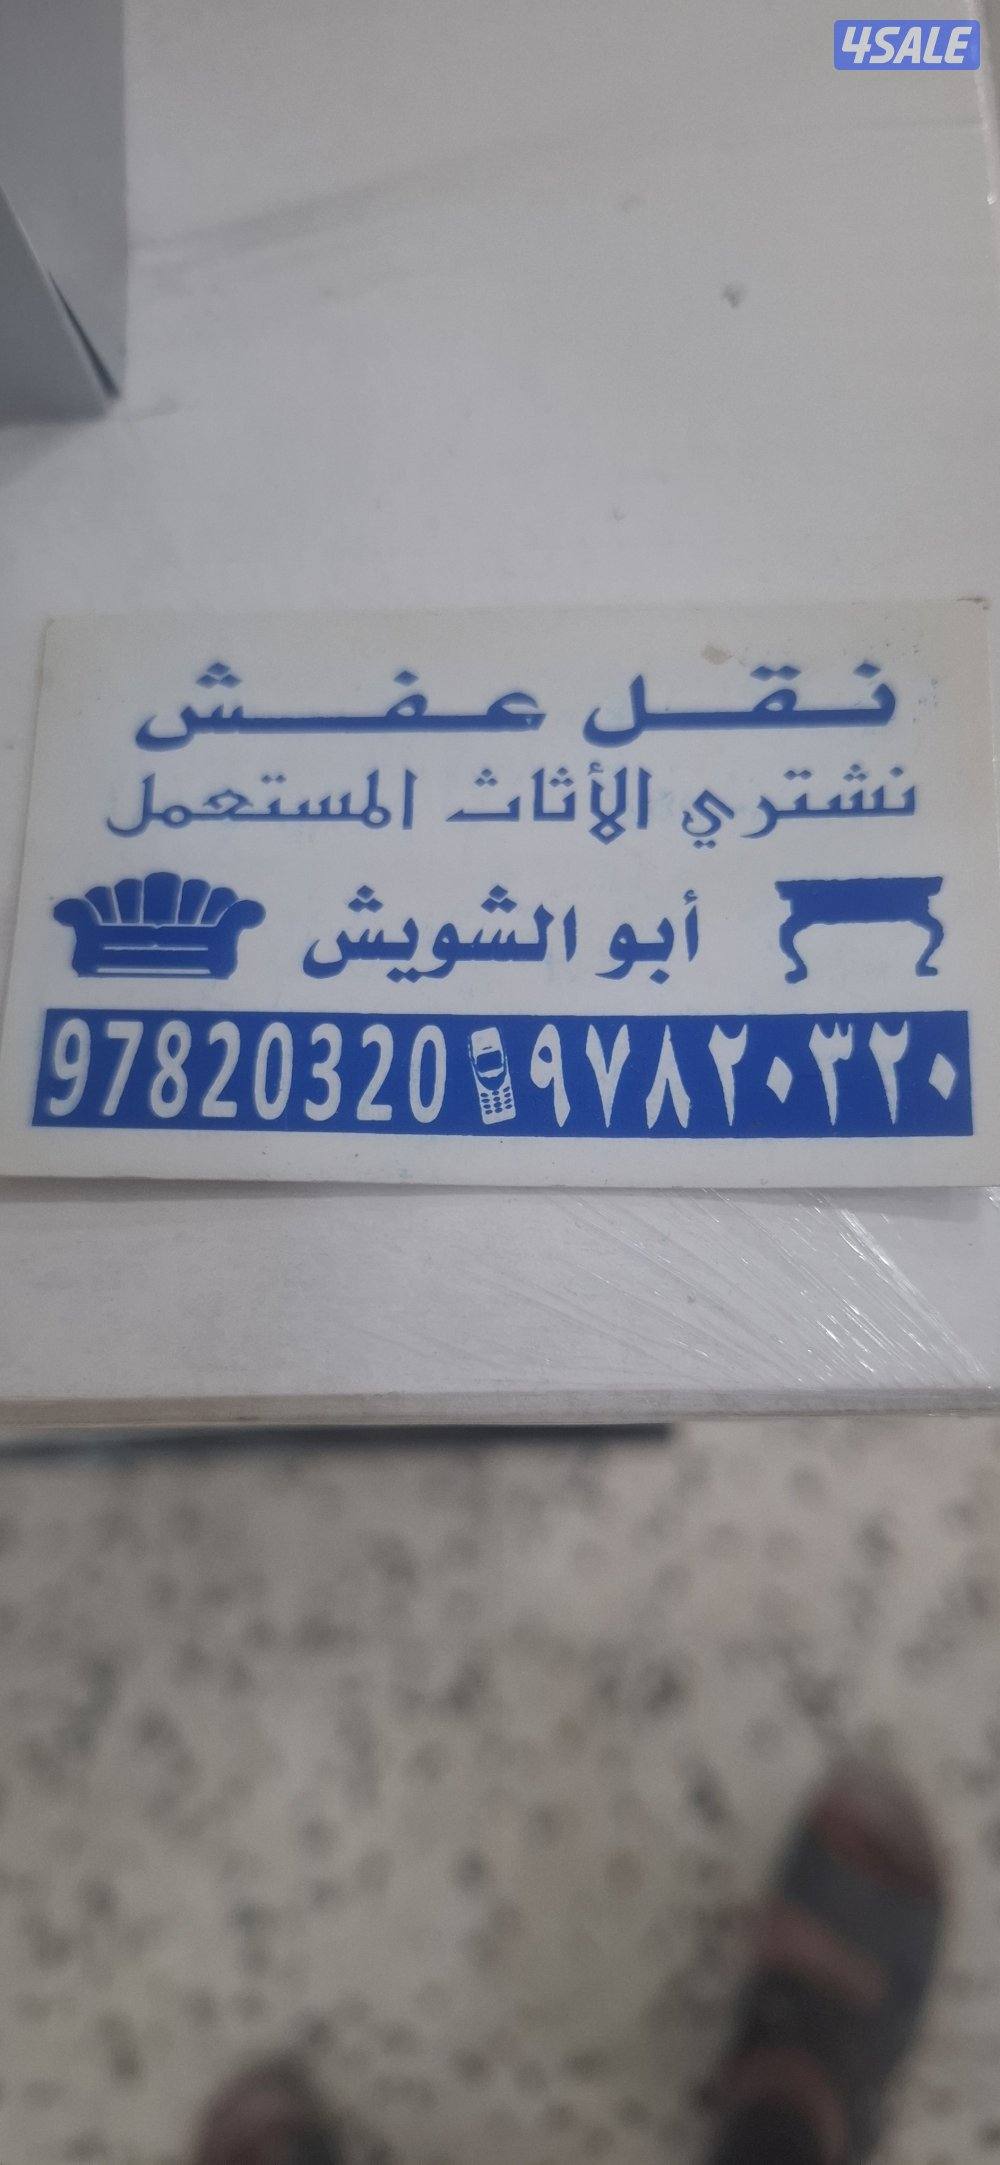 4SALE
نقل عفش
نشتري الأثاث المستعمل
أبو الشويش
97820320 ٩٧٨٢٠٣٢٠